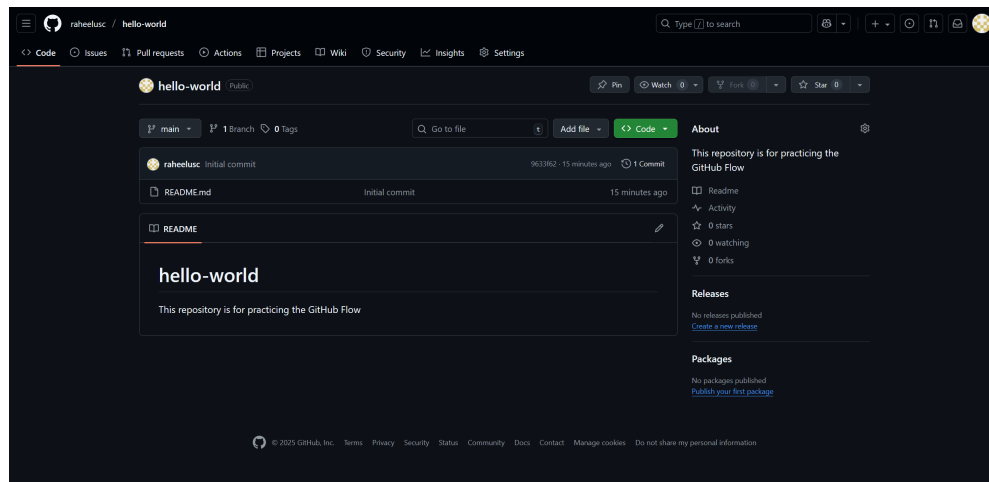 raheelusc / hello-world
Type / to search
Code Issues Pull requests Actions Projects Wiki Security Insights Settings
hello-world Public
Pin Watch 0 Fork 0 Star 0
main 1 Branch 0 Tags
Go to file t Add file Code
raheelusc Initial commit 9633f62 · 15 minutes ago 1 Commit
README.md Initial commit 15 minutes ago
README
hello-world
This repository is for practicing the GitHub Flow
About
This repository is for practicing the
GitHub Flow
Readme
Activity
0 stars
0 watching
0 forks
Releases
No releases published
Create a new release
Packages
No packages published
Publish your first package
© 2025 GitHub, Inc. Terms Privacy Security Status Community Docs Contact Manage cookies Do not share my personal information